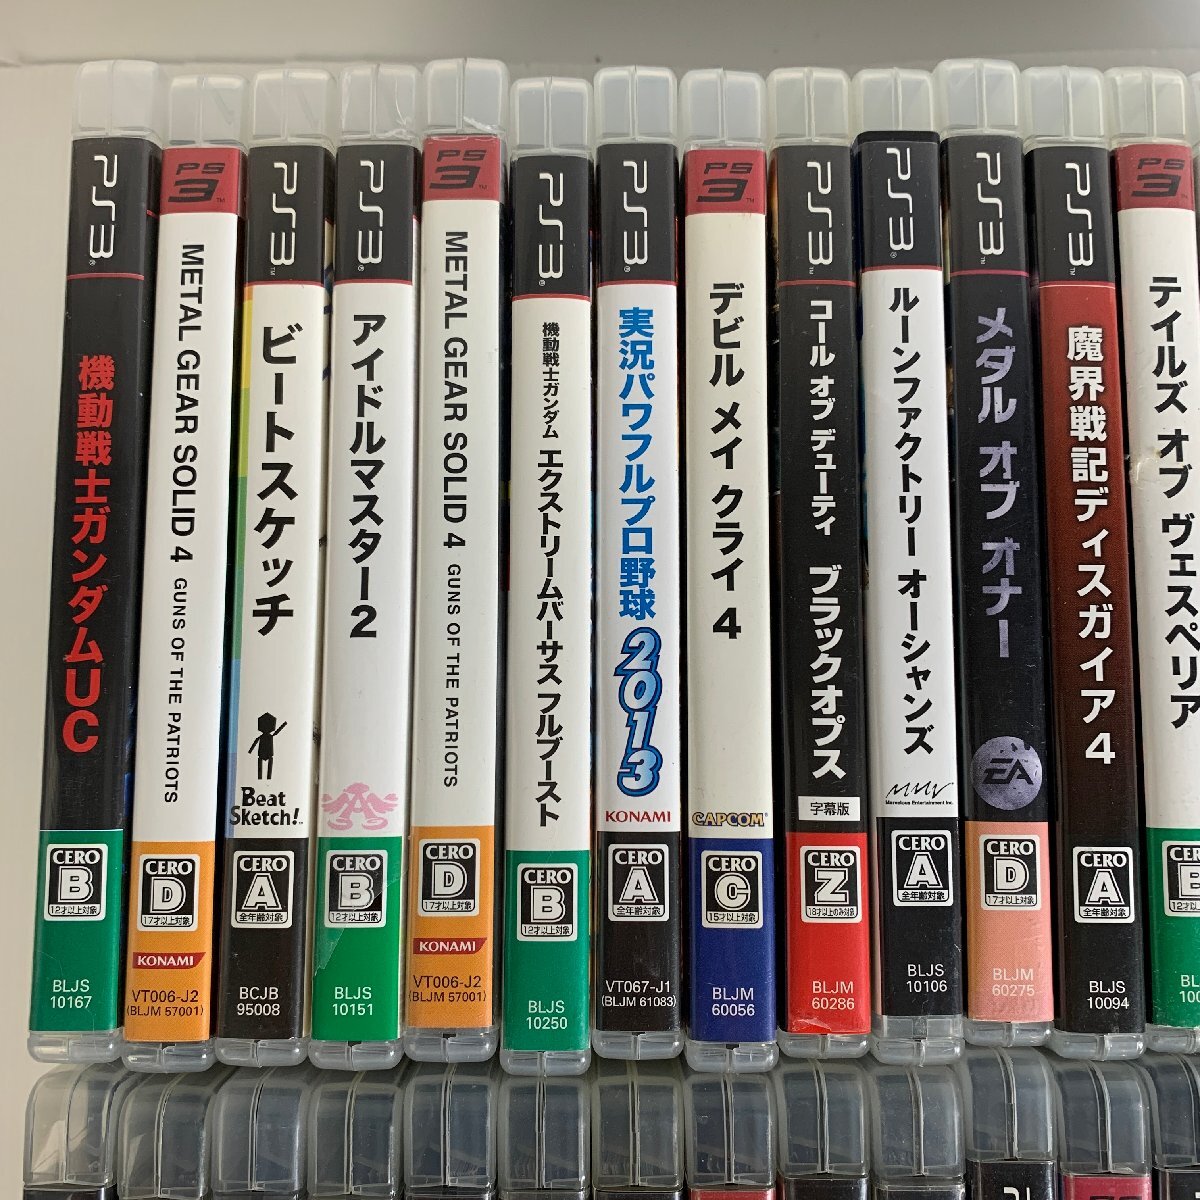 PS3
機動戦士ガンダムUC
CERO
B
12才以上対象
BLJS
10167
PS3
METAL GEAR SOLID 4 GUNS OF THE PATRIOTS
CERO
D
17才以上対象
KONAMI
VT006-J2
(BLJM 57001)
PS3
ビートスケッチ
Beat
Sketch!
CERO
A
全年齢対象
BCJB
95008
PS3
アイドルマスター2
CERO
B
12才以上対象
BLJS
10151
PS3
METAL GEAR SOLID 4 GUNS OF THE PATRIOTS
CERO
D
17才以上対象
KONAMI
VT006-J2
(BLJM 57001)
PS3
機動戦士ガンダム エクストリームバーサス フルブースト
CERO
B
12才以上対象
BLJS
10250
PS3
実況パワフルプロ野球2013
KONAMI
CERO
A
全年齢対象
VT067-J1
(BLJM 61083)
PS3
デビル メイ クライ 4
CAPCOM
CERO
C
15才以上対象
BLJM
60056
PS3
コール オブ デューティ ブラックオプス
字幕版
CERO
Z
18才以上のみ対象
BLJM
60286
PS3
ルーンファクトリー オーシャンズ
Marvelous Entertainment Inc.
CERO
A
全年齢対象
BLJS
10106
PS3
メダル オブ オナー
EA
CERO
D
17才以上対象
BLJM
60275
PS3
魔界戦記ディスガイア4
CERO
A
全年齢対象
BLJS
10094
PS3
テイルズ オブ ヴェスペリア